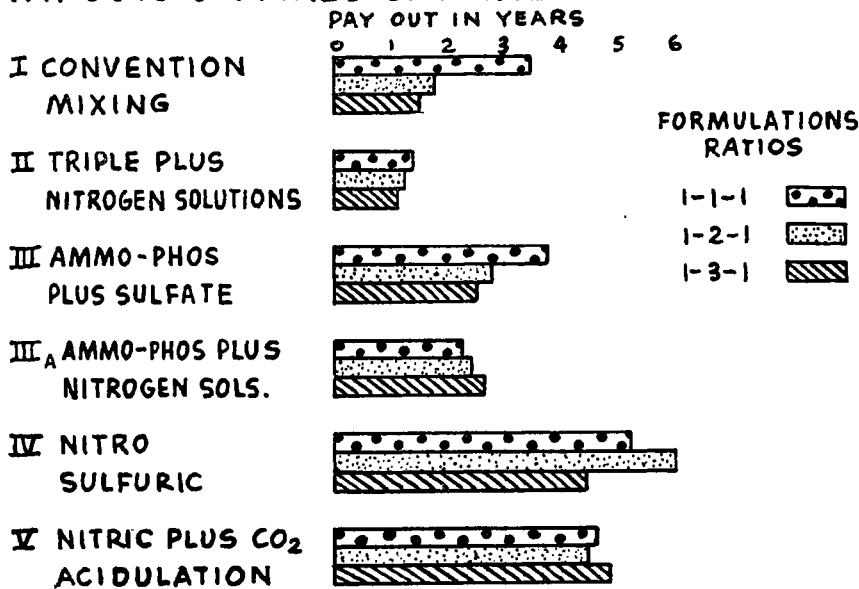 PAY OUT IN YEARS
0 1 2 3 4 5 6
I CONVENTION
MIXING
II TRIPLE PLUS
NITROGEN SOLUTIONS
III AMMO-PHOS
PLUS SULFATE
IIIA AMMO-PHOS PLUS
NITROGEN SOLS.
IV NITRO
SULFURIC
V NITRIC PLUS CO2
ACIDULATION
FORMULATIONS
RATIOS
1-1-1
1-2-1
1-3-1